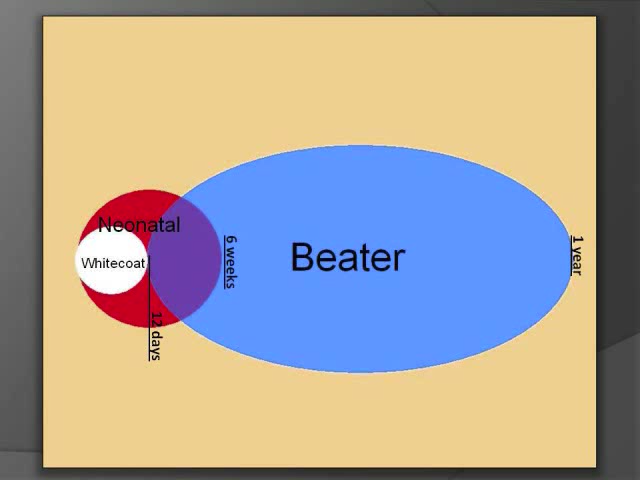 Neonatal
Whitecoat
12 days
6 weeks
Beater
1 year